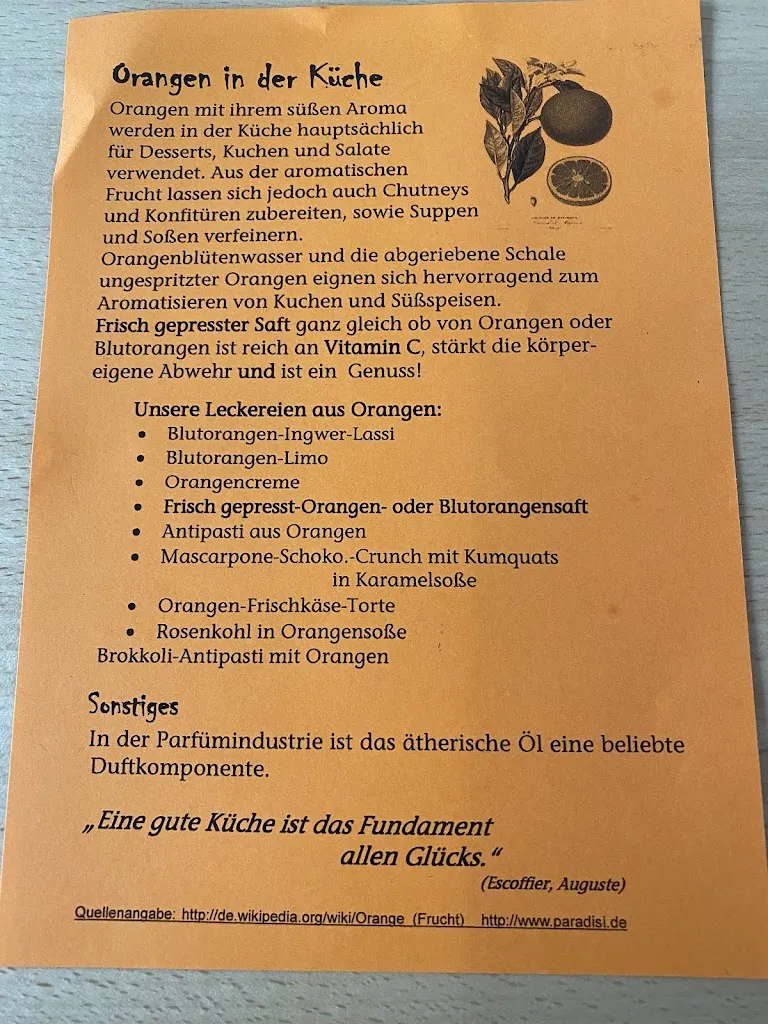 Orangen in der Küche
Orangen mit ihrem süßen Aroma
werden in der Küche hauptsächlich
für Desserts, Kuchen und Salate
verwendet. Aus der aromatischen
Frucht lassen sich jedoch auch Chutneys
und Konfitüren zubereiten, sowie Suppen
und Soßen verfeinern.
Orangenblütenwasser und die abgeriebene Schale
ungespritzter Orangen eignen sich hervorragend zum
Aromatisieren von Kuchen und Süßspeisen.
Frisch gepresster Saft ganz gleich ob von Orangen oder
Blutorangen ist reich an Vitamin C, stärkt die körper-
eigene Abwehr und ist ein Genuss!
Unsere Leckereien aus Orangen:
• Blutorangen-Ingwer-Lassi
• Blutorangen-Limo
• Orangencreme
• Frisch gepresst-Orangen- oder Blutorangensaft
• Antipasti aus Orangen
• Mascarpone-Schoko.-Crunch mit Kumquats
in Karamelsoße
• Orangen-Frischkäse-Torte
• Rosenkohl in Orangensoße
Brokkoli-Antipasti mit Orangen
Sonstiges
In der Parfümindustrie ist das ätherische Öl eine beliebte
Duftkomponente.
„Eine gute Küche ist das Fundament
allen Glücks.“
(Escoffier, Auguste)
Quellenangabe: http://de.wikipedia.org/wiki/Orange_(Frucht) http://www.paradisi.de